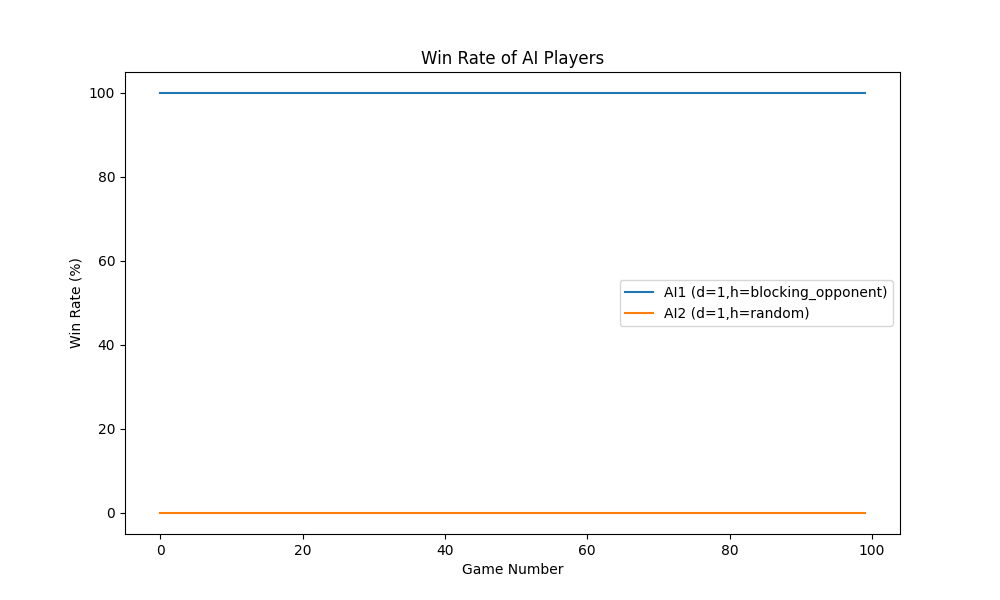 Win Rate of AI Players
100
80
60
40
20
0
Win Rate (%)
AI1 (d=1,h=blocking_opponent)
AI2 (d=1,h=random)
0 20 40 60 80 100
Game Number